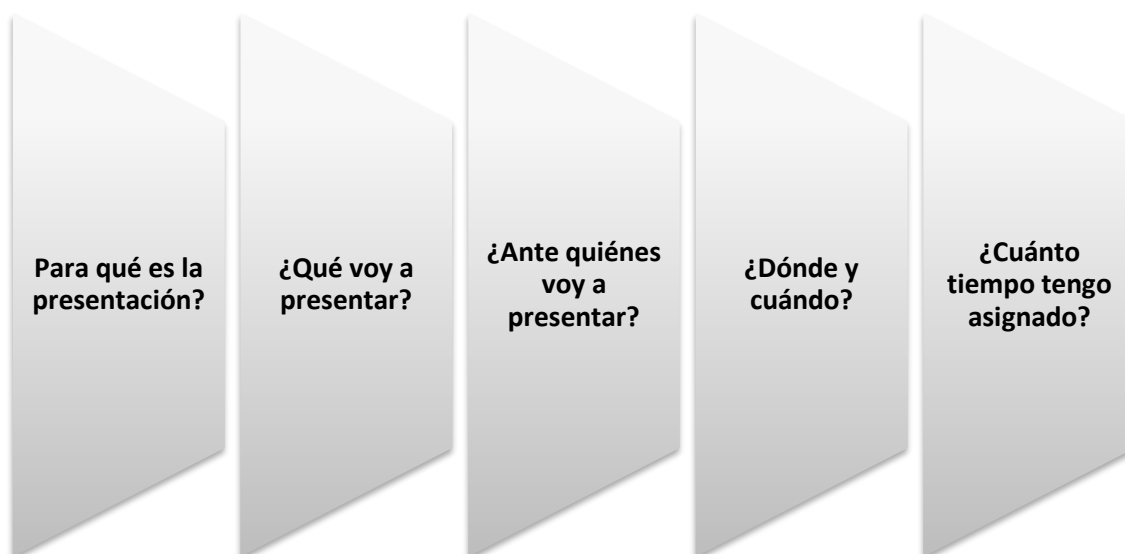 Para qué es la
presentación?
¿Qué voy a
presentar?
¿Ante quiénes
voy a
presentar?
¿Dónde y
cuándo?
¿Cuánto
tiempo tengo
asignado?